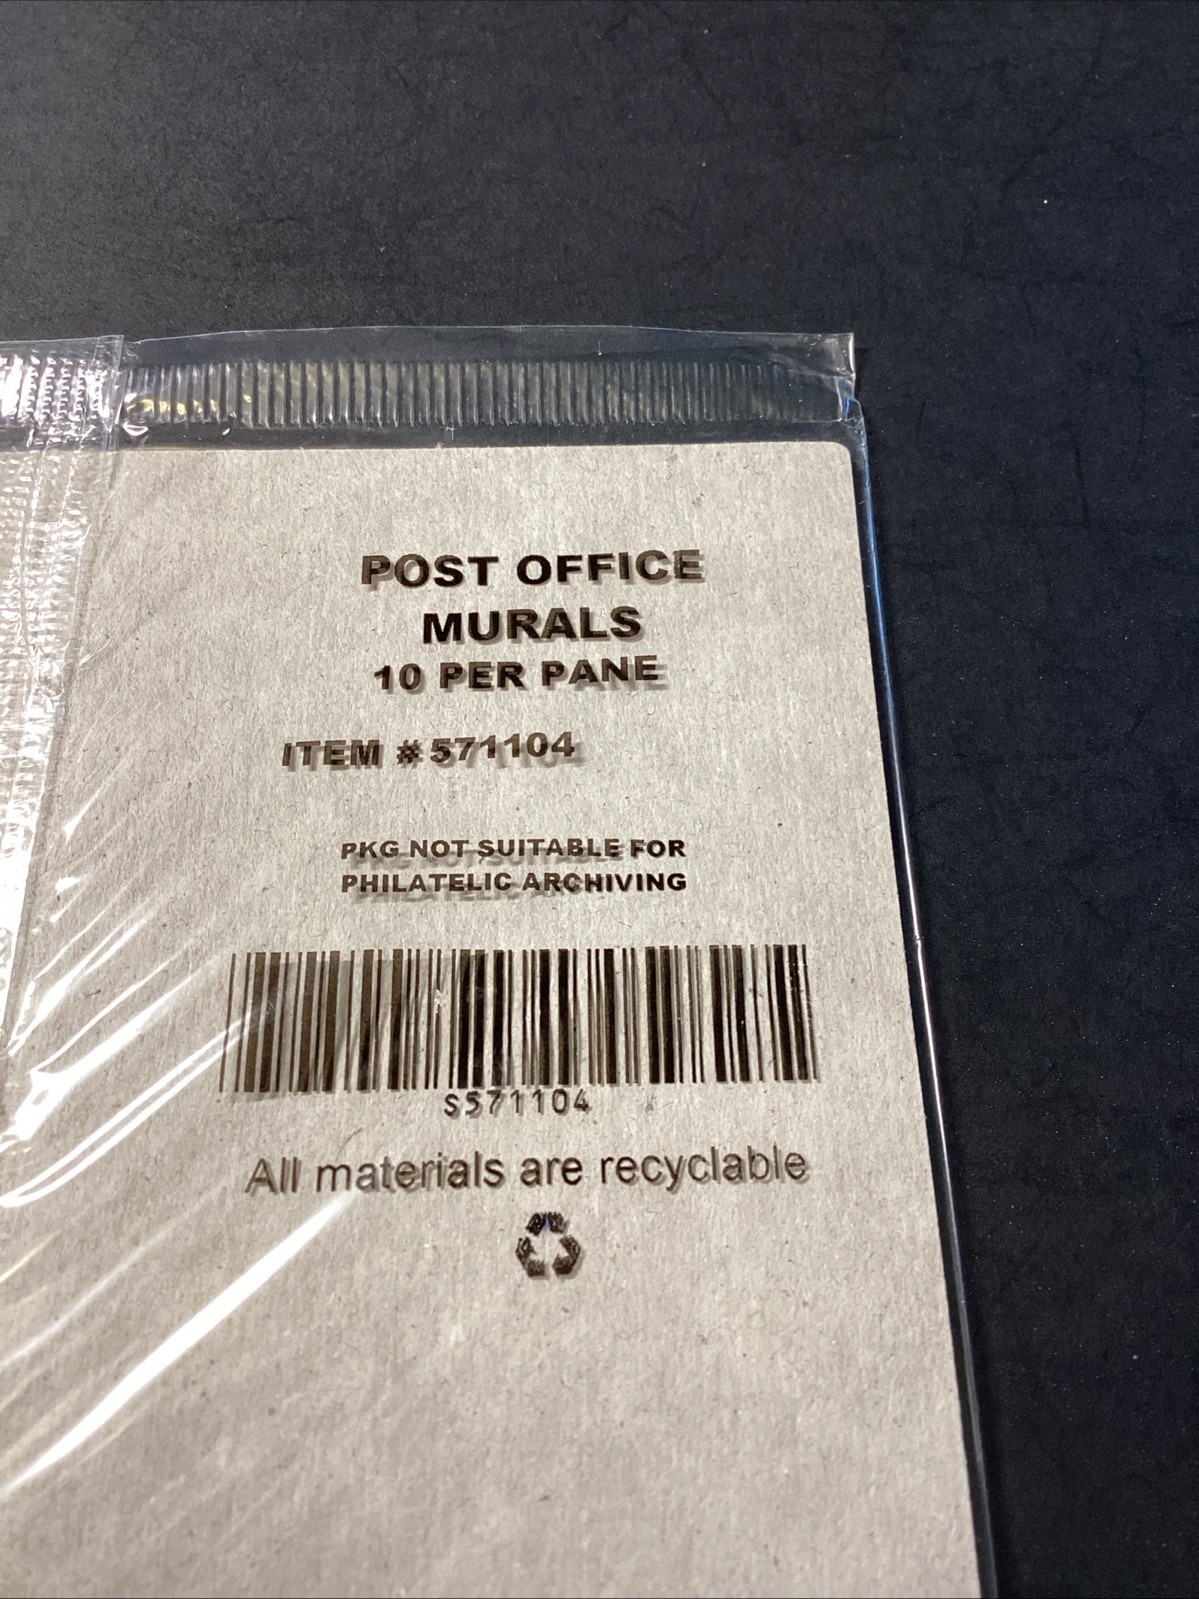 POST OFFICE
MURALS
10 PER PANE
ITEM #571104
PKG NOT SUITABLE FOR
PHILATELIC ARCHIVING
S571104
All materials are recyclable